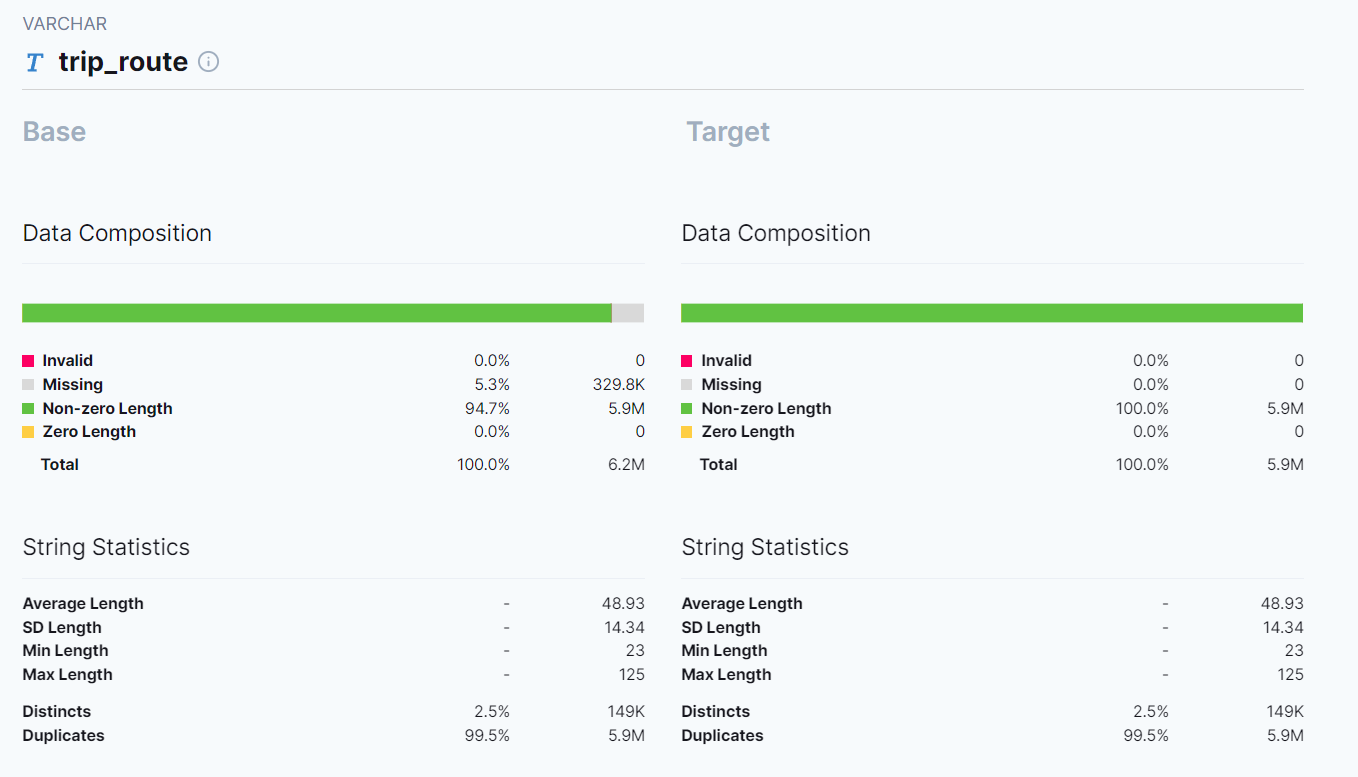 VARCHAR
T trip_route
Base Target
Data Composition Data Composition
Invalid 0.0% 0 Invalid 0.0% 0
Missing 5.3% 329.8K Missing 0.0% 0
Non-zero Length 94.7% 5.9M Non-zero Length 100.0% 5.9M
Zero Length 0.0% 0 Zero Length 0.0% 0
Total 100.0% 6.2M Total 100.0% 5.9M
String Statistics String Statistics
Average Length - 48.93 Average Length - 48.93
SD Length - 14.34 SD Length - 14.34
Min Length - 23 Min Length - 23
Max Length - 125 Max Length - 125
Distincts 2.5% 149K Distincts 2.5% 149K
Duplicates 99.5% 5.9M Duplicates 99.5% 5.9M